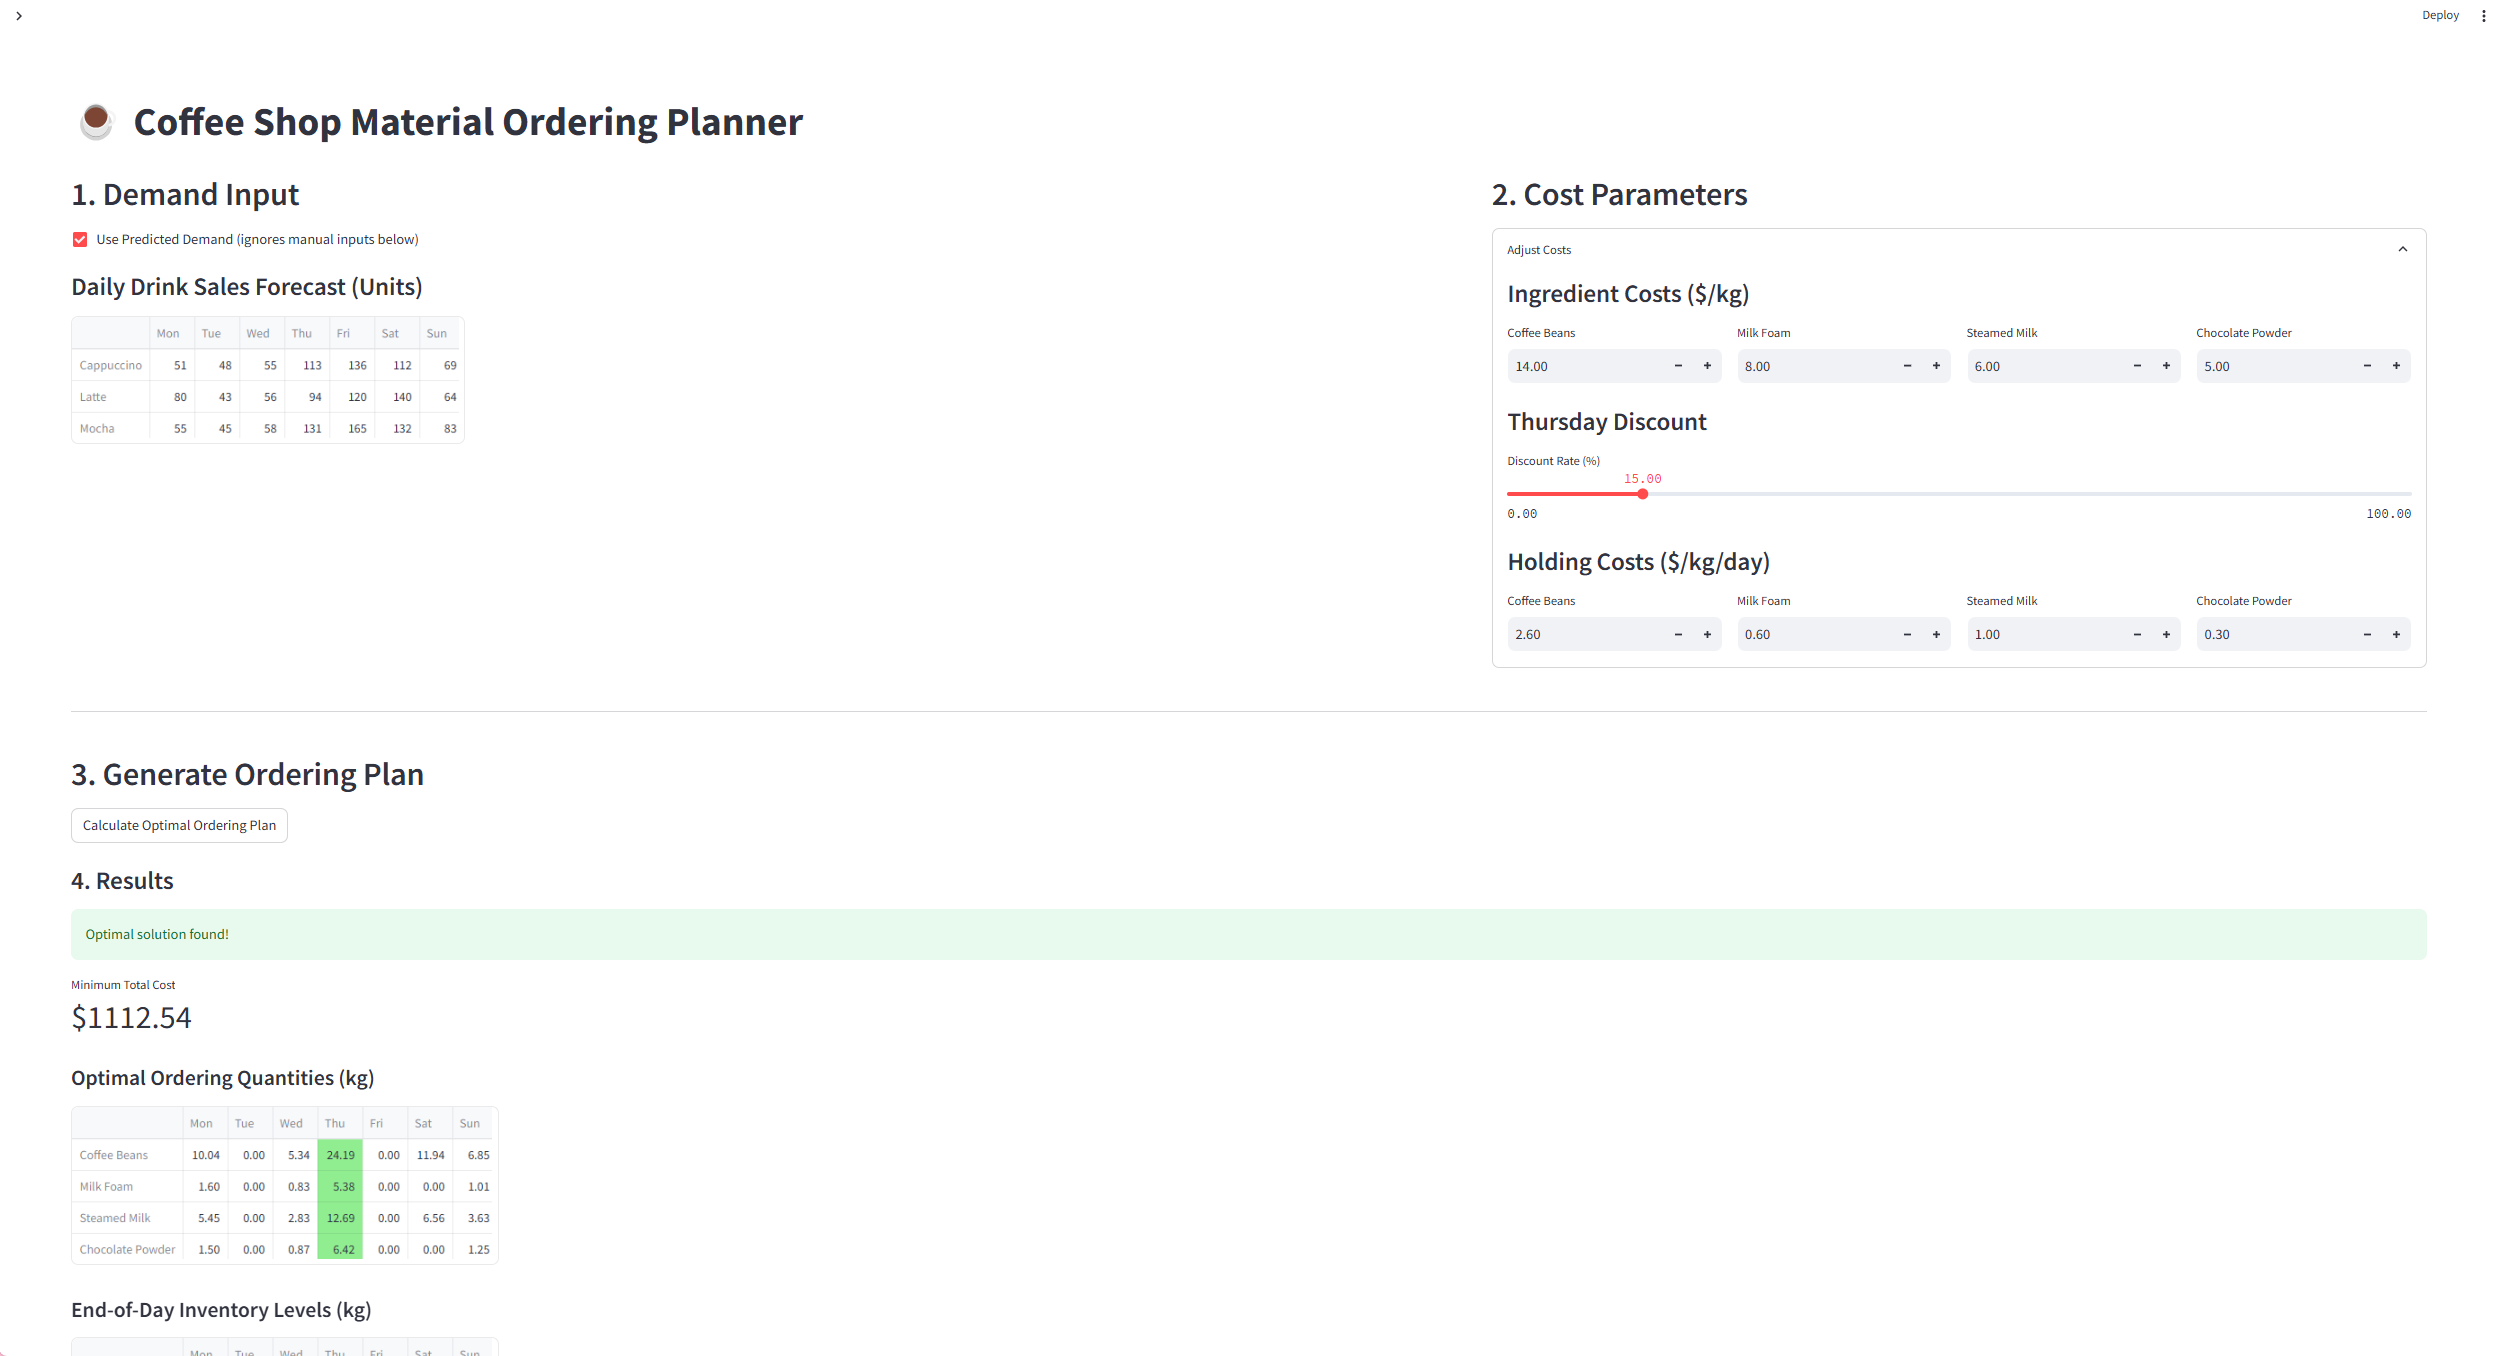 Deploy
Coffee Shop Material Ordering Planner
1. Demand Input
Use Predicted Demand (ignores manual inputs below)
Daily Drink Sales Forecast (Units)
Mon Tue Wed Thu Fri Sat Sun
Cappuccino 51 48 55 113 136 112 69
Latte 80 43 56 94 120 140 64
Mocha 55 45 58 131 165 132 83
2. Cost Parameters
Adjust Costs
Ingredient Costs ($/kg)
Coffee Beans Milk Foam Steamed Milk Chocolate Powder
14.00 8.00 6.00 5.00
Thursday Discount
Discount Rate (%)
15.00
0.00 100.00
Holding Costs ($/kg/day)
Coffee Beans Milk Foam Steamed Milk Chocolate Powder
2.60 0.60 1.00 0.30
3. Generate Ordering Plan
Calculate Optimal Ordering Plan
4. Results
Optimal solution found!
Minimum Total Cost
$1112.54
Optimal Ordering Quantities (kg)
Mon Tue Wed Thu Fri Sat Sun
Coffee Beans 10.04 0.00 5.34 24.19 0.00 11.94 6.85
Milk Foam 1.60 0.00 0.83 5.38 0.00 0.00 1.01
Steamed Milk 5.45 0.00 2.83 12.69 0.00 6.56 3.63
Chocolate Powder 1.50 0.00 0.87 6.42 0.00 0.00 1.25
End-of-Day Inventory Levels (kg)
Mon Tue Wed Thu Fri Sat Sun